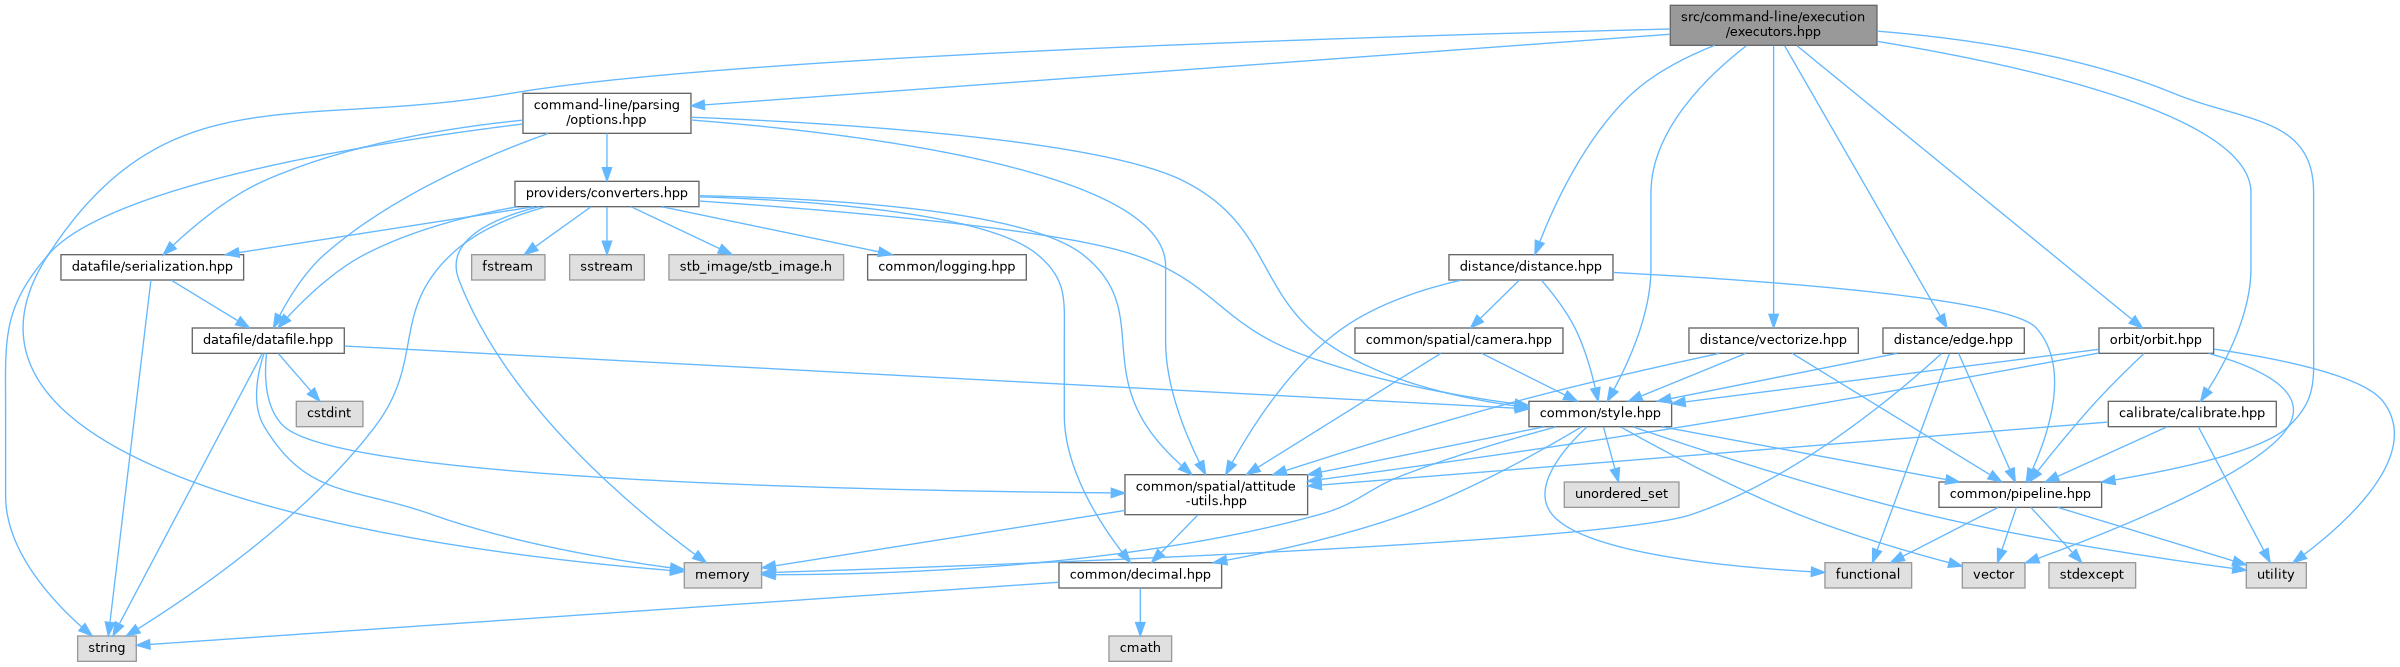 src/command-line/execution
/executors.hpp
command-line/parsing
/options.hpp
providers/converters.hpp
datafile/serialization.hpp
fstream
sstream
stb_image/stb_image.h
common/logging.hpp
distance/distance.hpp
datafile/datafile.hpp
common/spatial/camera.hpp
distance/vectorize.hpp
distance/edge.hpp
orbit/orbit.hpp
cstdint
common/style.hpp
calibrate/calibrate.hpp
common/spatial/attitude
-utils.hpp
unordered_set
common/pipeline.hpp
memory
common/decimal.hpp
functional
vector
stdexcept
utility
string
cmath